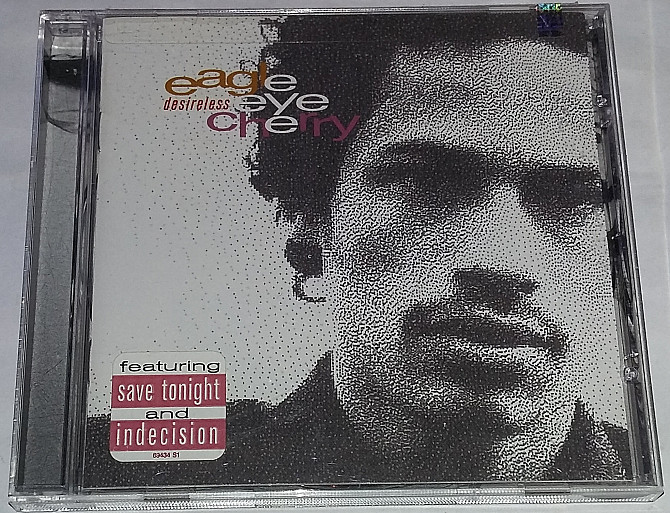 eagle
desireless eye
cherry
featuring
save tonight
and
indecision
69434 S1